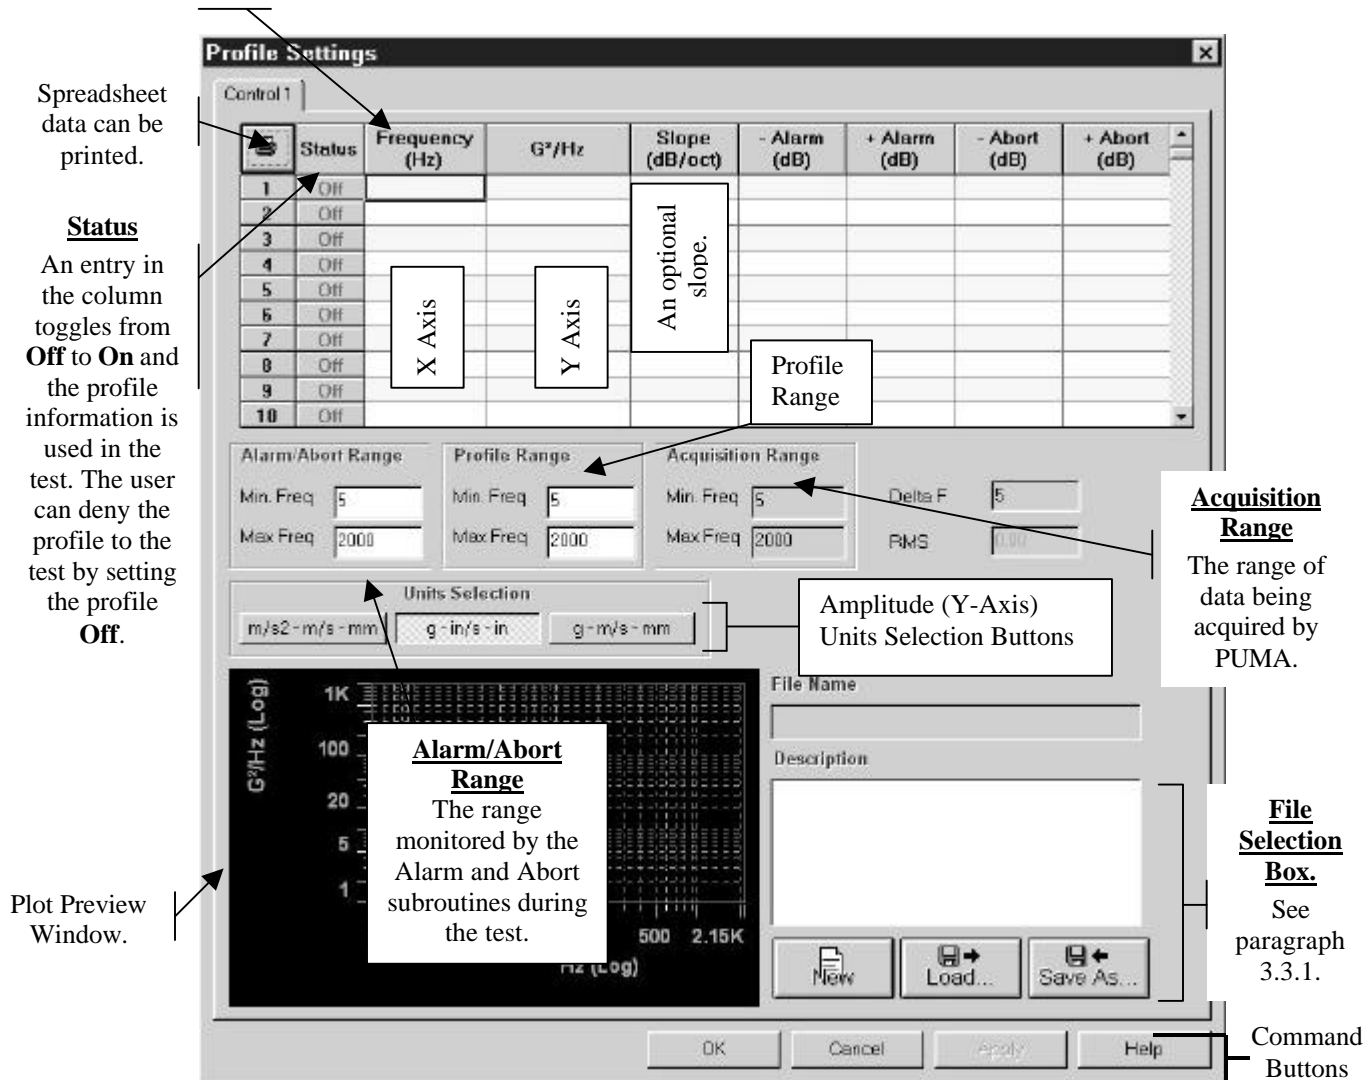 Profile Settings
Control 1
Spreadsheet
data can be
printed.
Status
Frequency
(Hz)
G²/Hz
Slope
(dB/oct)
- Alarm
(dB)
+ Alarm
(dB)
- Abort
(dB)
+ Abort
(dB)
1 Off
2 Off
3 Off
4 Off
5 Off
6 Off
7 Off
8 Off
9 Off
10 Off
X Axis
Y Axis
An optional
slope.
Profile
Range
Status
An entry in
the column
toggles from
Off to On and
the profile
information is
used in the
test. The user
can deny the
profile to the
test by setting
the profile
Off.
Alarm/Abort Range
Min. Freq 5
Max Freq 2000
Profile Range
Min. Freq 5
Max Freq 2000
Acquisition Range
Min. Freq 5
Max Freq 2000
Delta F 5
RMS 0.00
Acquisition
Range
The range of
data being
acquired by
PUMA.
Units Selection
m/s2 - m/s - mm
g - in/s - in
g - m/s - mm
Amplitude (Y-Axis)
Units Selection Buttons
G²/Hz (Log)
1K
100
20
5
1
500 2.15K
Hz (Log)
Alarm/Abort
Range
The range
monitored by the
Alarm and Abort
subroutines during
the test.
Plot Preview
Window.
File Name
Description
New
Load...
Save As...
File
Selection
Box.
See
paragraph
3.3.1.
OK
Cancel
Apply
Help
Command
Buttons